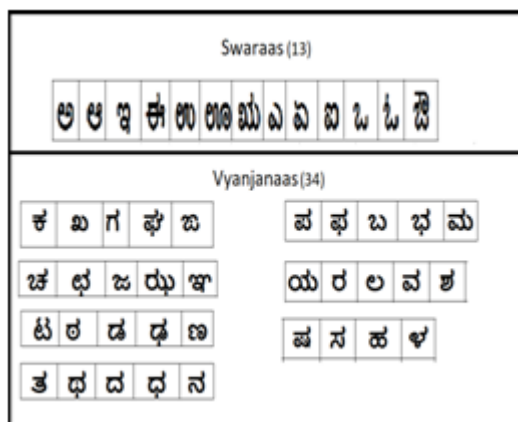 Swaraas (13)
ಅ ಆ ಇ ಈ ಉ ಊ ಋ ಎ ಏ ಐ ಒ ಓ ಔ
Vyanjanaas (34)
ಕ ಖ ಗ ಘ ಙ
ಚ ಛ ಜ ಝ ಞ
ಟ ಠ ಡ ಢ ಣ
ತ ಥ ದ ಧ ನ
ಪ ಫ ಬ ಭ ಮ
ಯ ರ ಲ ವ ಶ
ಷ ಸ ಹ ಳ